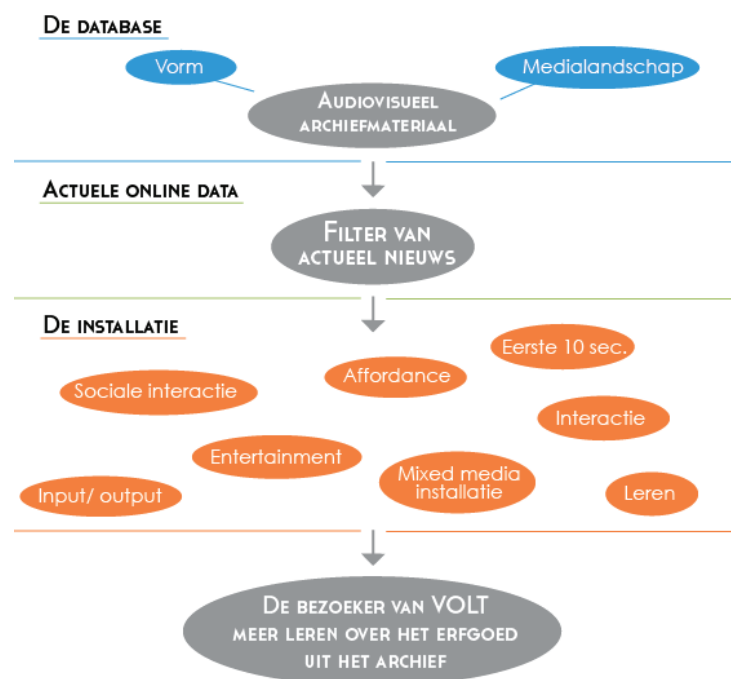 De database
Vorm
Medialandschap
Audiovisueel
archiefmateriaal
Actuele online data
Filter van
actueel nieuws
De installatie
Eerste 10 sec.
Affordance
Sociale interactie
Interactie
Entertainment
Mixed media
installatie
Input/ output
Leren
De bezoeker van VOLT
meer leren over het erfgoed
uit het archief